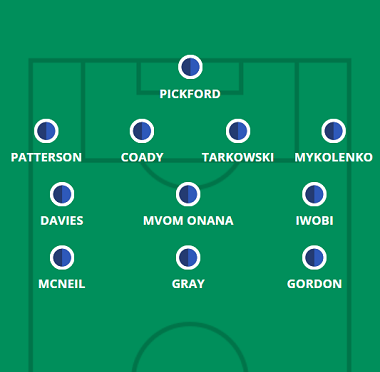 PICKFORD
PATTERSON COADY TARKOWSKI MYKOLENKO
DAVIES MVOM ONANA IWOBI
MCNEIL GRAY GORDON